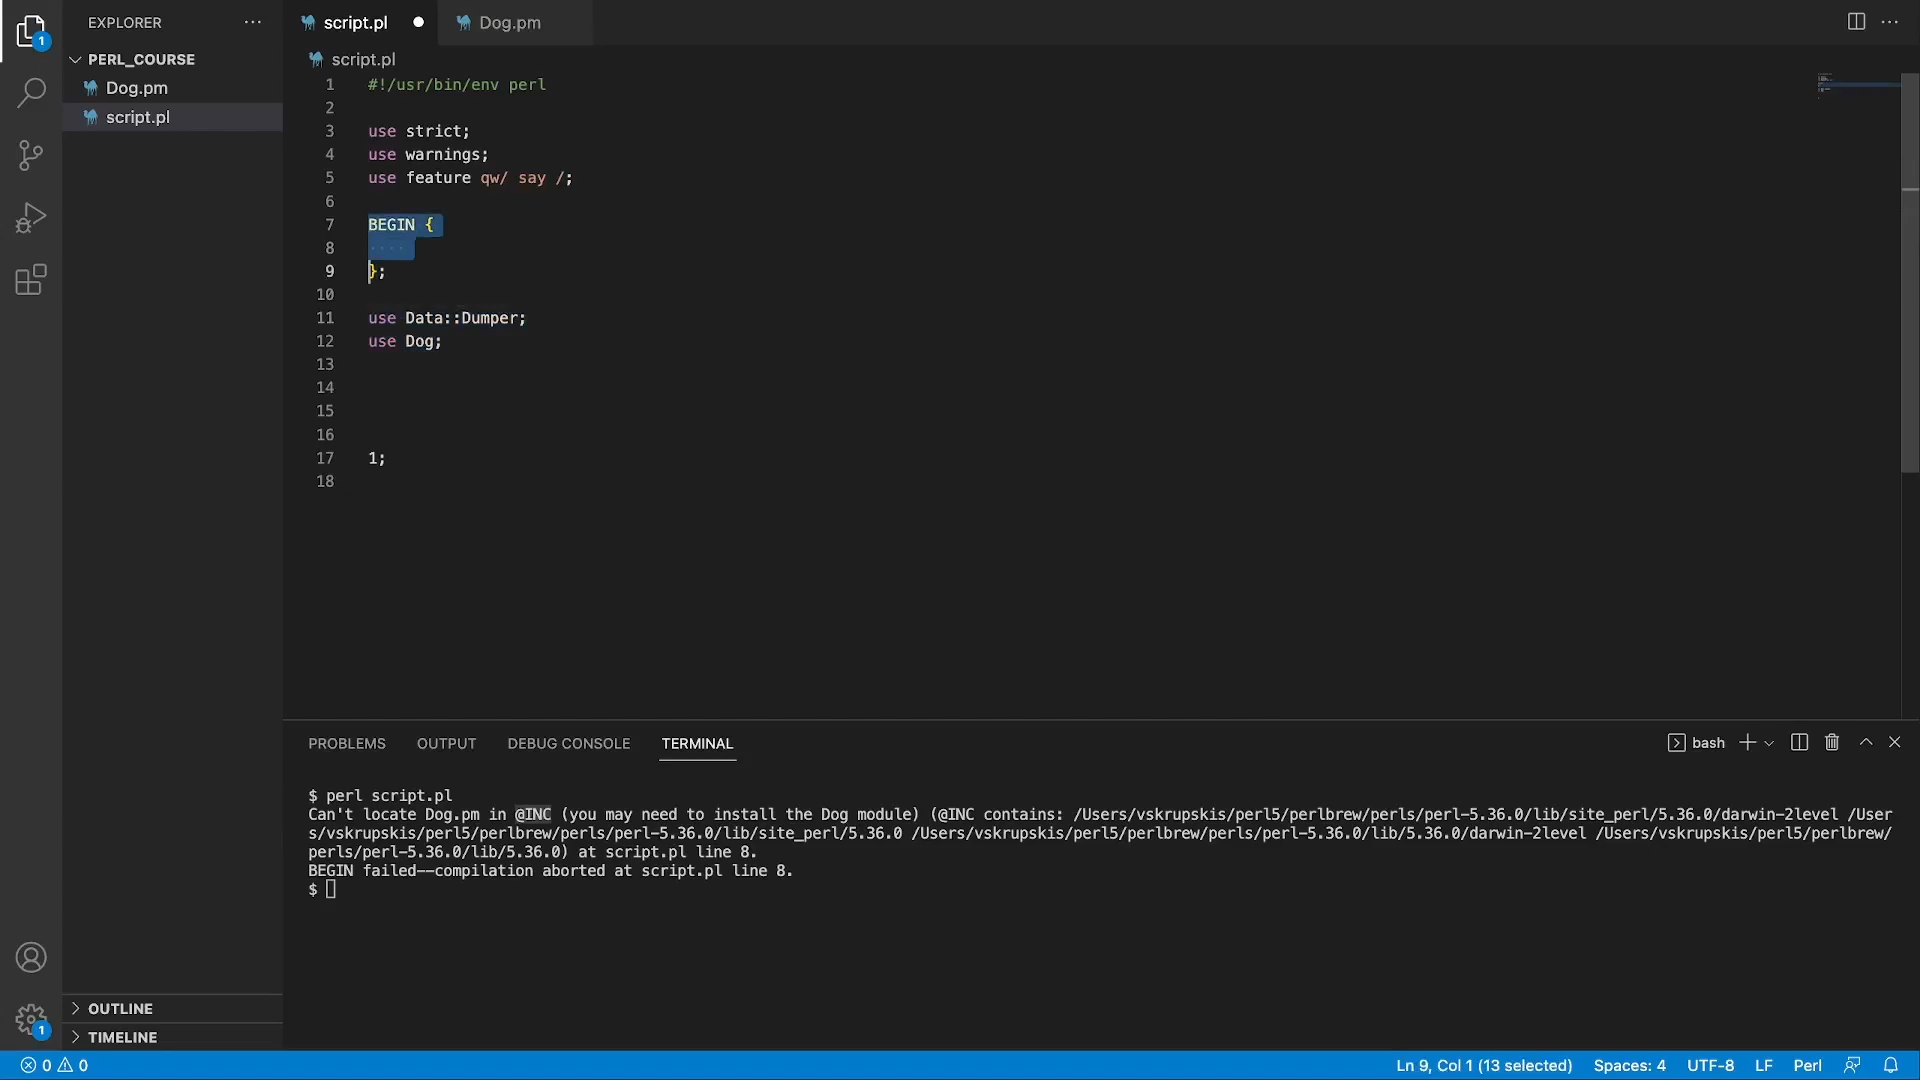 EXPLORER
script.pl
Dog.pm
PERL_COURSE
Dog.pm
script.pl
script.pl
1 #!/usr/bin/env perl
2
3 use strict;
4 use warnings;
5 use feature qw/ say /;
6
7 BEGIN {
8 ····
9 };
10
11 use Data::Dumper;
12 use Dog;
13
14
15
16
17 1;
18
PROBLEMS OUTPUT DEBUG CONSOLE TERMINAL
bash
$ perl script.pl
Can't locate Dog.pm in @INC (you may need to install the Dog module) (@INC contains: /Users/vskrupskis/perl5/perlbrew/perls/perl-5.36.0/lib/site_perl/5.36.0/darwin-2level /User
s/vskrupskis/perl5/perlbrew/perls/perl-5.36.0/lib/site_perl/5.36.0 /Users/vskrupskis/perl5/perlbrew/perls/perl-5.36.0/lib/5.36.0/darwin-2level /Users/vskrupskis/perl5/perlbrew/
perls/perl-5.36.0/lib/5.36.0) at script.pl line 8.
BEGIN failed--compilation aborted at script.pl line 8.
$
1
1
OUTLINE
TIMELINE
0 0
Ln 9, Col 1 (13 selected) Spaces: 4 UTF-8 LF Perl